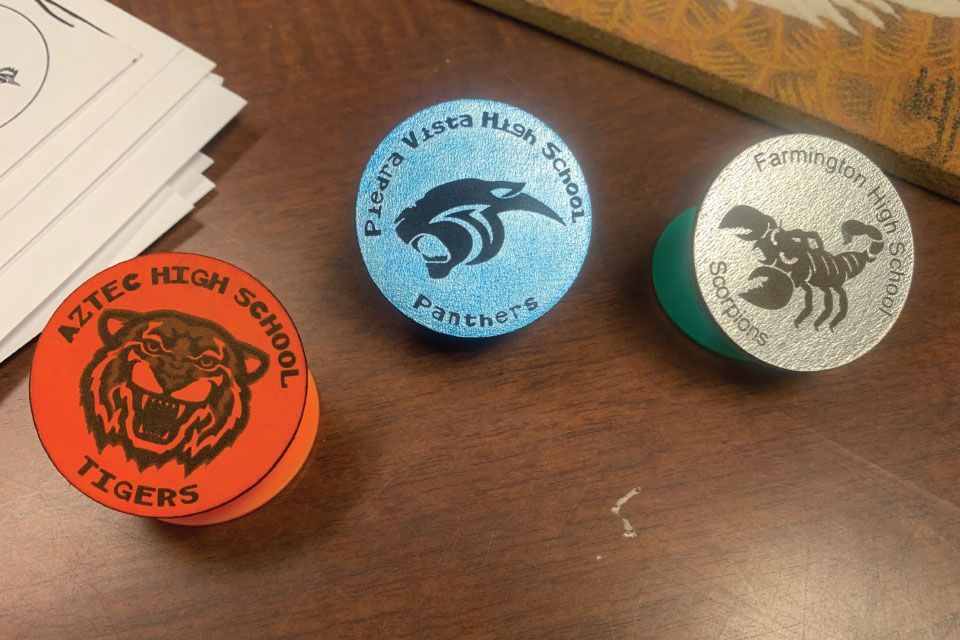 AZTEC HIGH SCHOOL
TIGERS
Piedra Vista High School
Panthers
Farmington High School
Scorpions